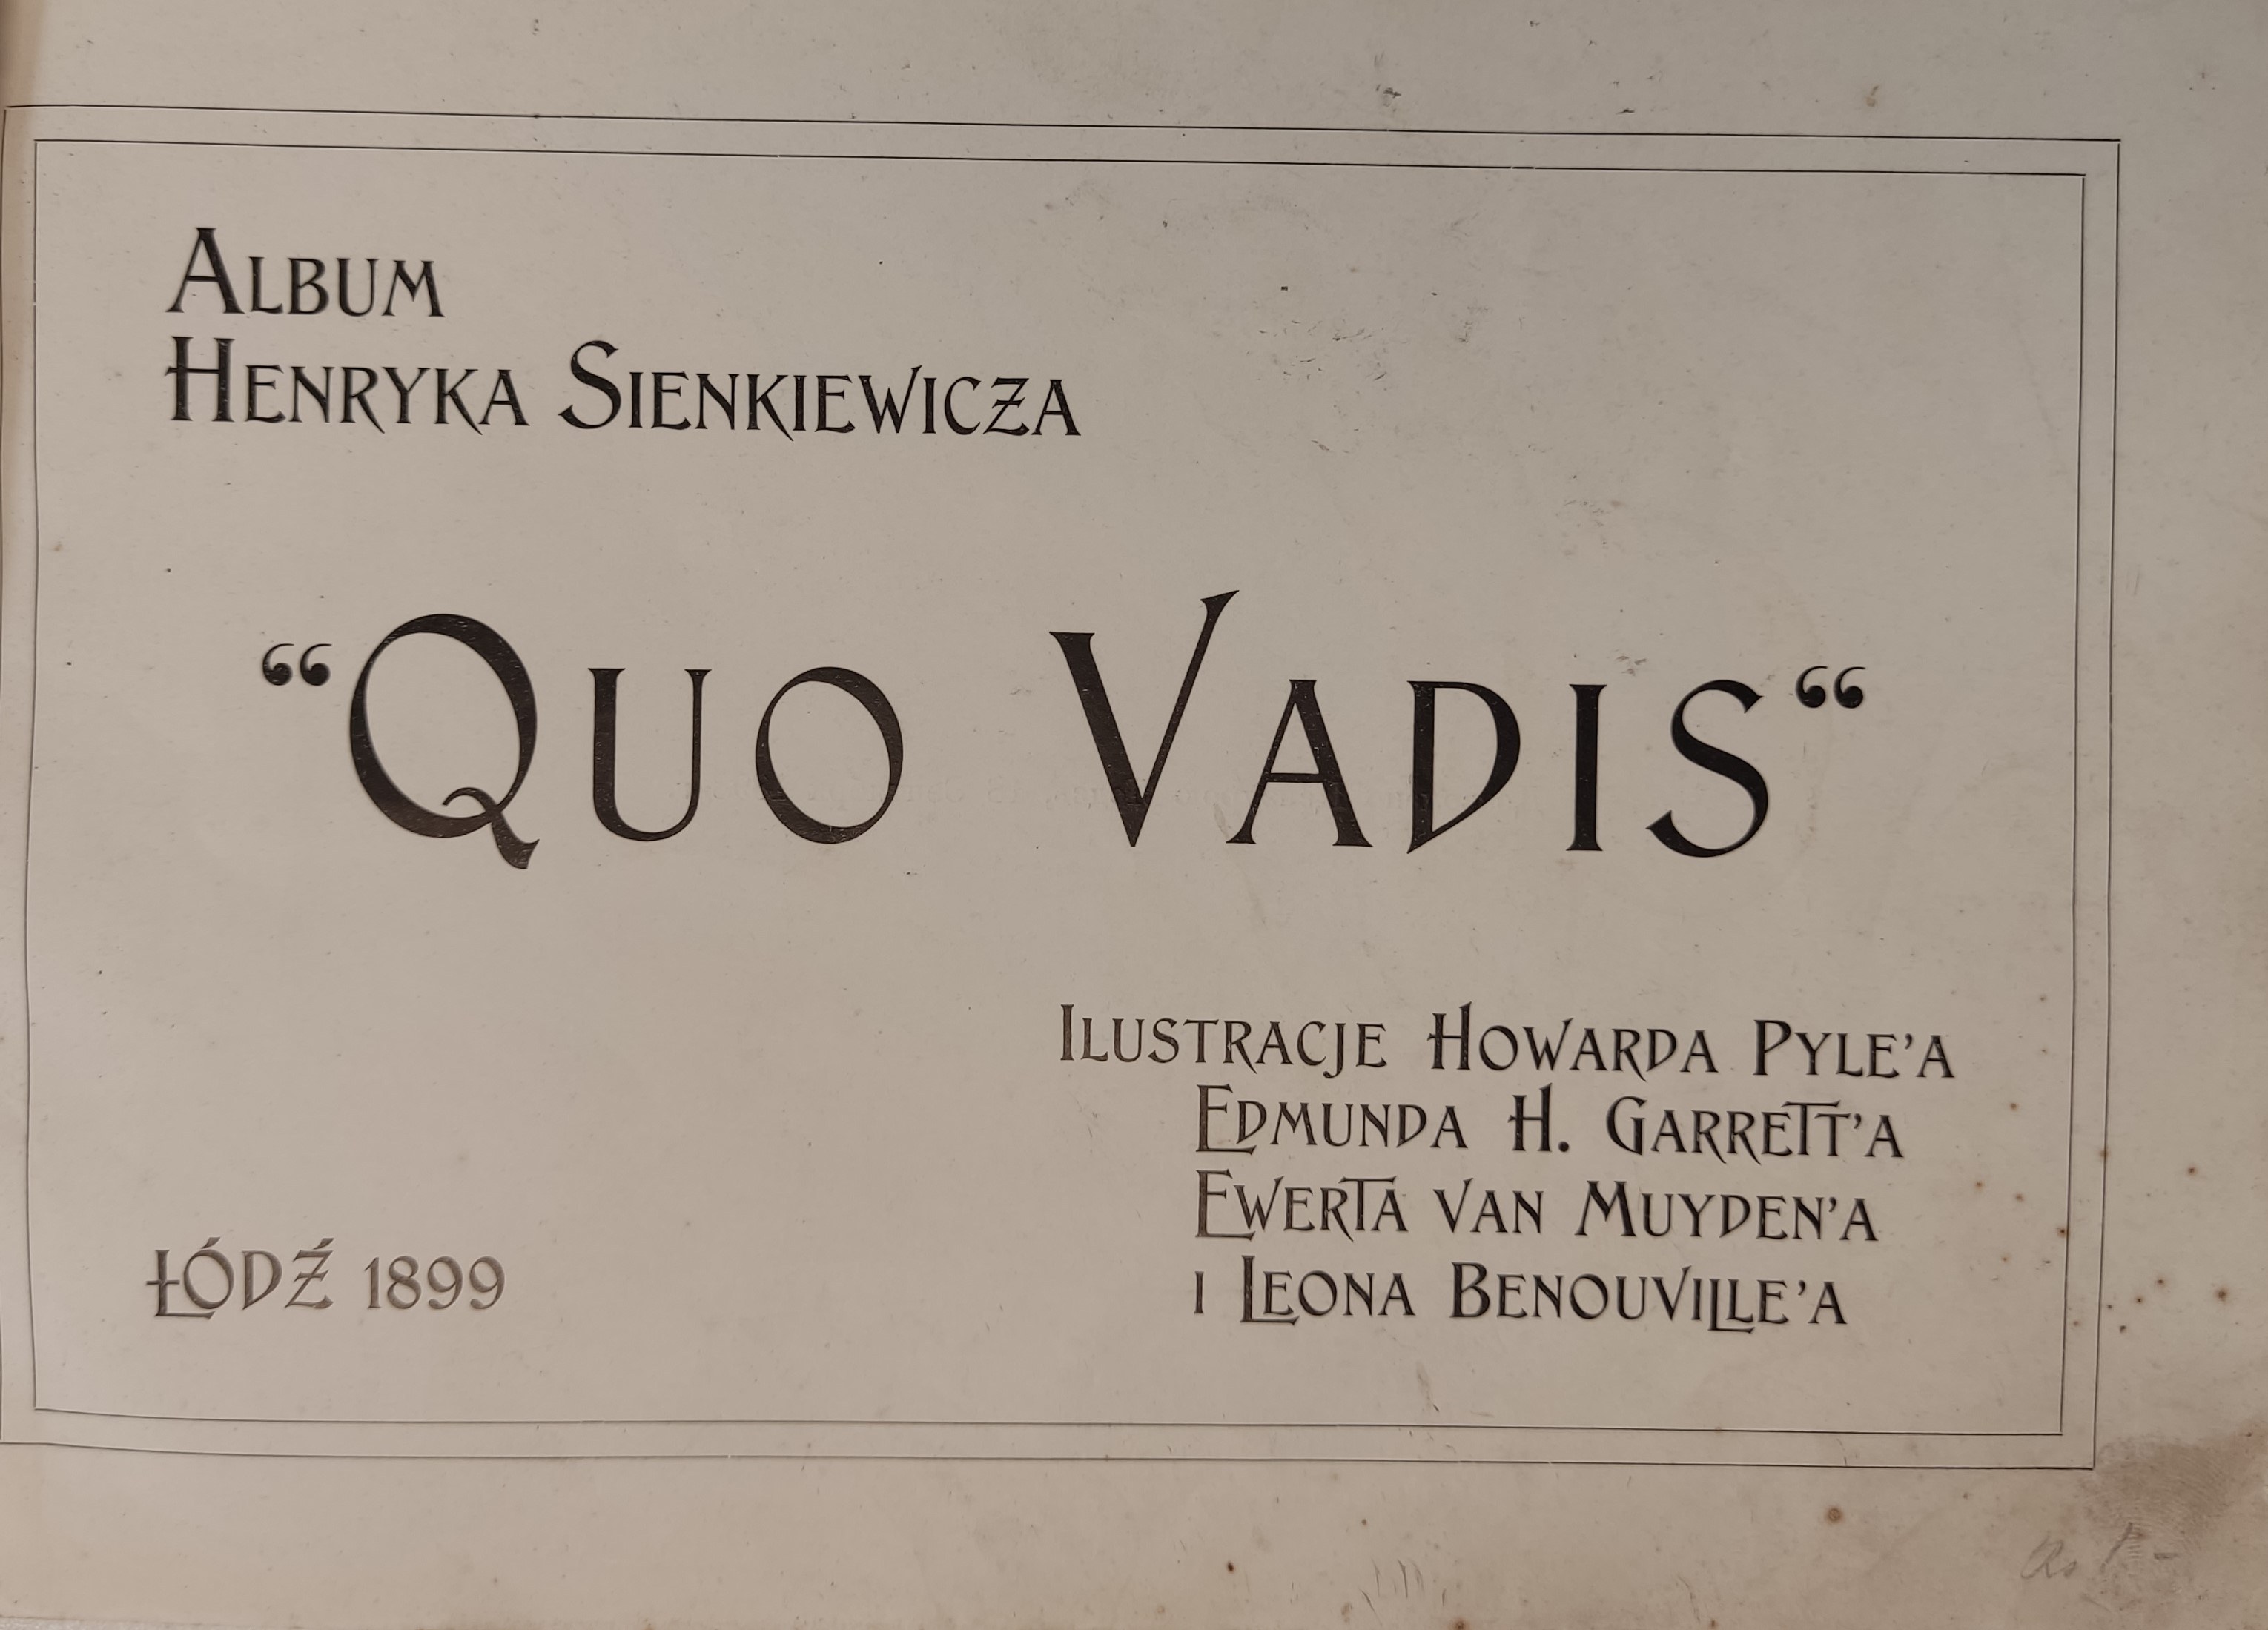 Album
Henryka Sienkiewicza
“Quo Vadis“
Ilustracje Howarda Pyle’a
Edmunda H. Garrett’a
Ewerta van Muyden’a
i Leona Benouville’a
Łódź 1899